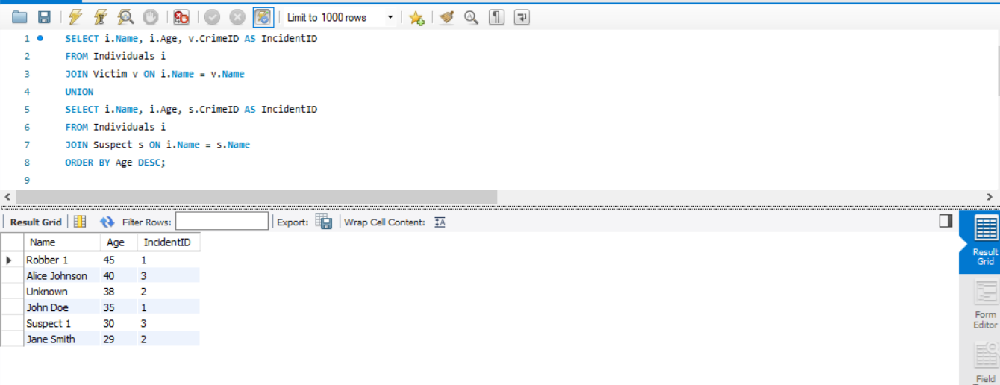 Limit to 1000 rows
1 SELECT i.Name, i.Age, v.CrimeID AS IncidentID
2 FROM Individuals i
3 JOIN Victim v ON i.Name = v.Name
4 UNION
5 SELECT i.Name, i.Age, s.CrimeID AS IncidentID
6 FROM Individuals i
7 JOIN Suspect s ON i.Name = s.Name
8 ORDER BY Age DESC;
9
Result Grid Filter Rows: Export: Wrap Cell Content: IA
Name Age IncidentID
Robber 1 45 1
Alice Johnson 40 3
Unknown 38 2
John Doe 35 1
Suspect 1 30 3
Jane Smith 29 2
Result
Grid
Form
Editor
Field